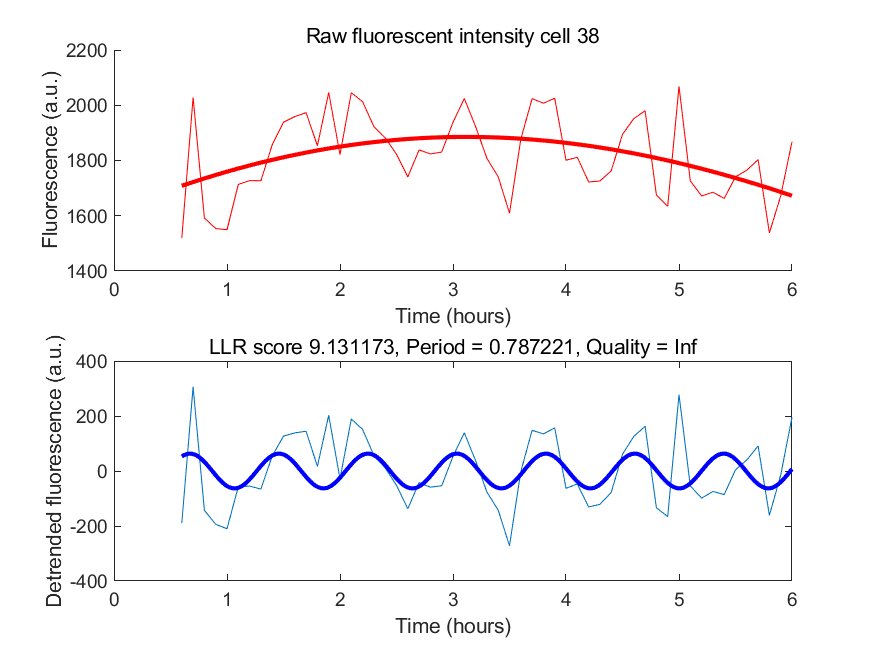 Raw fluorescent intensity cell 38
2200
2000
1800
1600
1400
Fluorescence (a.u.)
0 1 2 3 4 5 6
Time (hours)
LLR score 9.131173, Period = 0.787221, Quality = Inf
400
200
0
-200
-400
Detrended fluorescence (a.u.)
0 1 2 3 4 5 6
Time (hours)